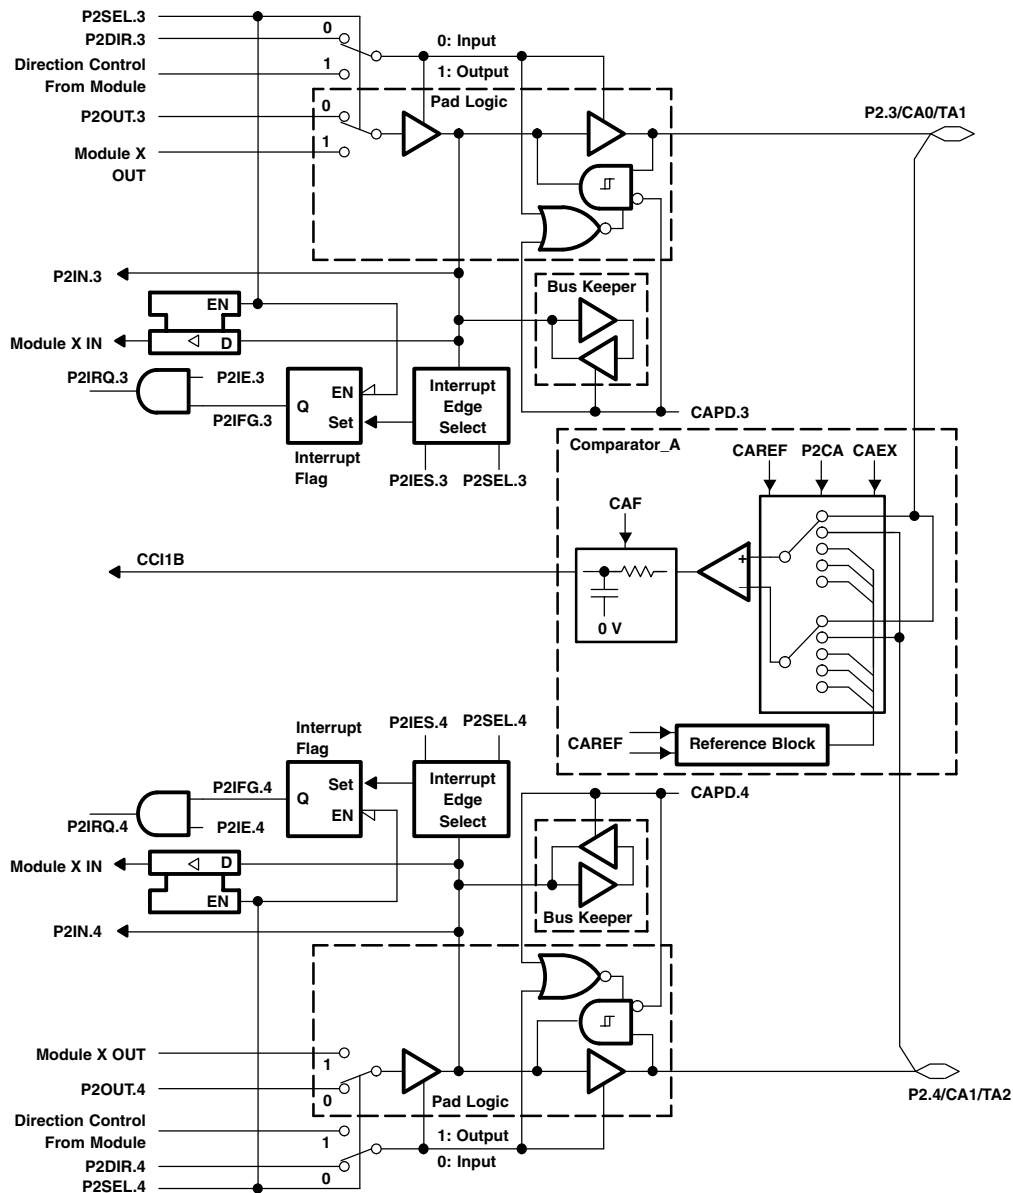 P2SEL.3
P2DIR.3
0
0: Input
Direction Control
From Module
1
1: Output
Pad Logic
P2OUT.3
0
P2.3/CA0/TA1
Module X
OUT
1
P2IN.3
Bus Keeper
EN
Module X IN
D
P2IRQ.3
P2IE.3
P2IFG.3
Q
EN
Set
Interrupt
Edge
Select
Interrupt
Flag
P2IES.3
P2SEL.3
CAPD.3
Comparator_A
CAREF
P2CA
CAEX
CAF
CCI1B
+
−
0 V
CAREF
Reference Block
P2IES.4
P2SEL.4
Interrupt
Flag
P2IFG.4
Q
Set
EN
Interrupt
Edge
Select
CAPD.4
P2IRQ.4
P2IE.4
Module X IN
D
EN
Bus Keeper
P2IN.4
Module X OUT
1
P2OUT.4
0
Pad Logic
P2.4/CA1/TA2
Direction Control
From Module
1
1: Output
0: Input
P2DIR.4
0
P2SEL.4